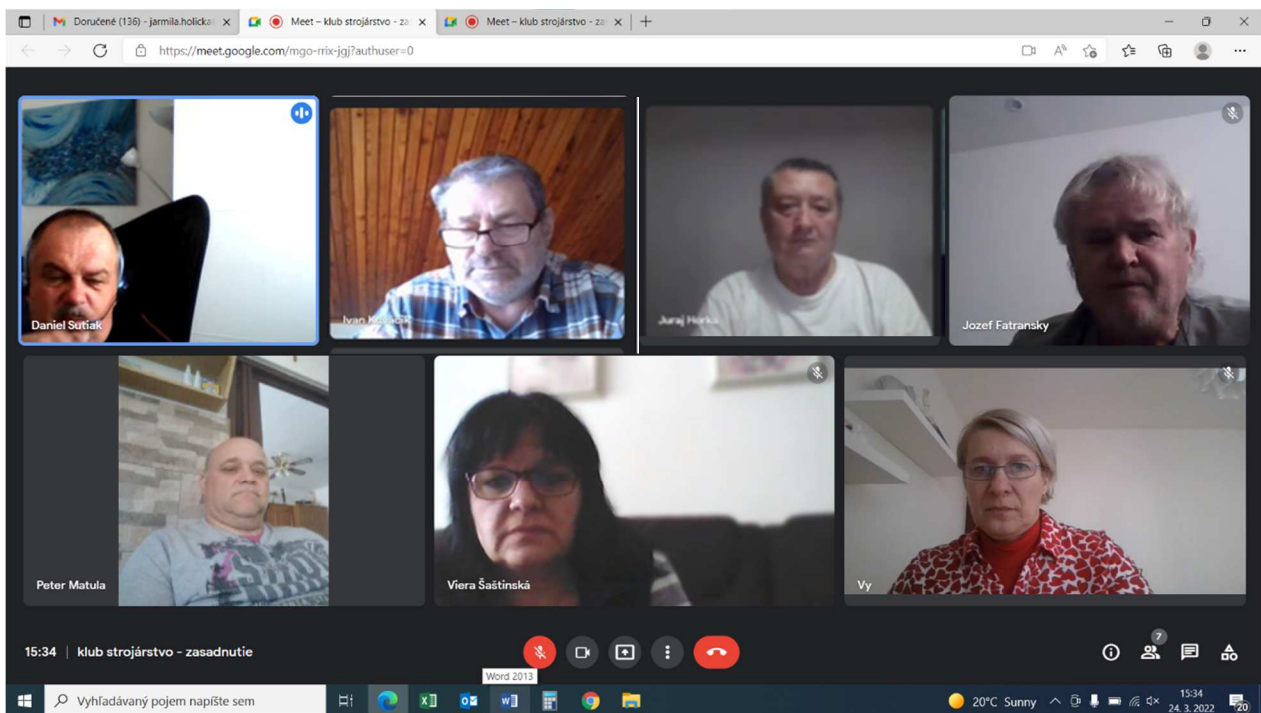 Doručené (136) - jarmila.holicka
Meet – klub strojárstvo - za
Meet – klub strojárstvo - za
https://meet.google.com/mgo-rrix-jgj?authuser=0
Daniel Sutiak
Ivan
Juraj Horka
Jozef Fatransky
Peter Matula
Viera Šaštinská
Vy
15:34 | klub strojárstvo - zasadnutie
7
Word 2013
Vyhľadávaný pojem napíšte sem
20°C Sunny
15:34
24. 3. 2022
20